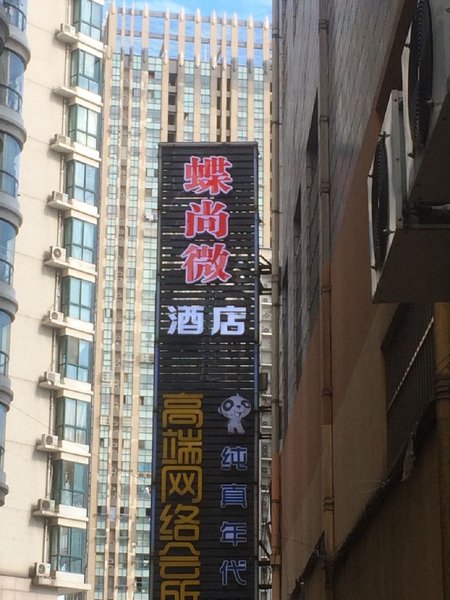 蝶尚微
酒店
高端网络会所
纯真年代